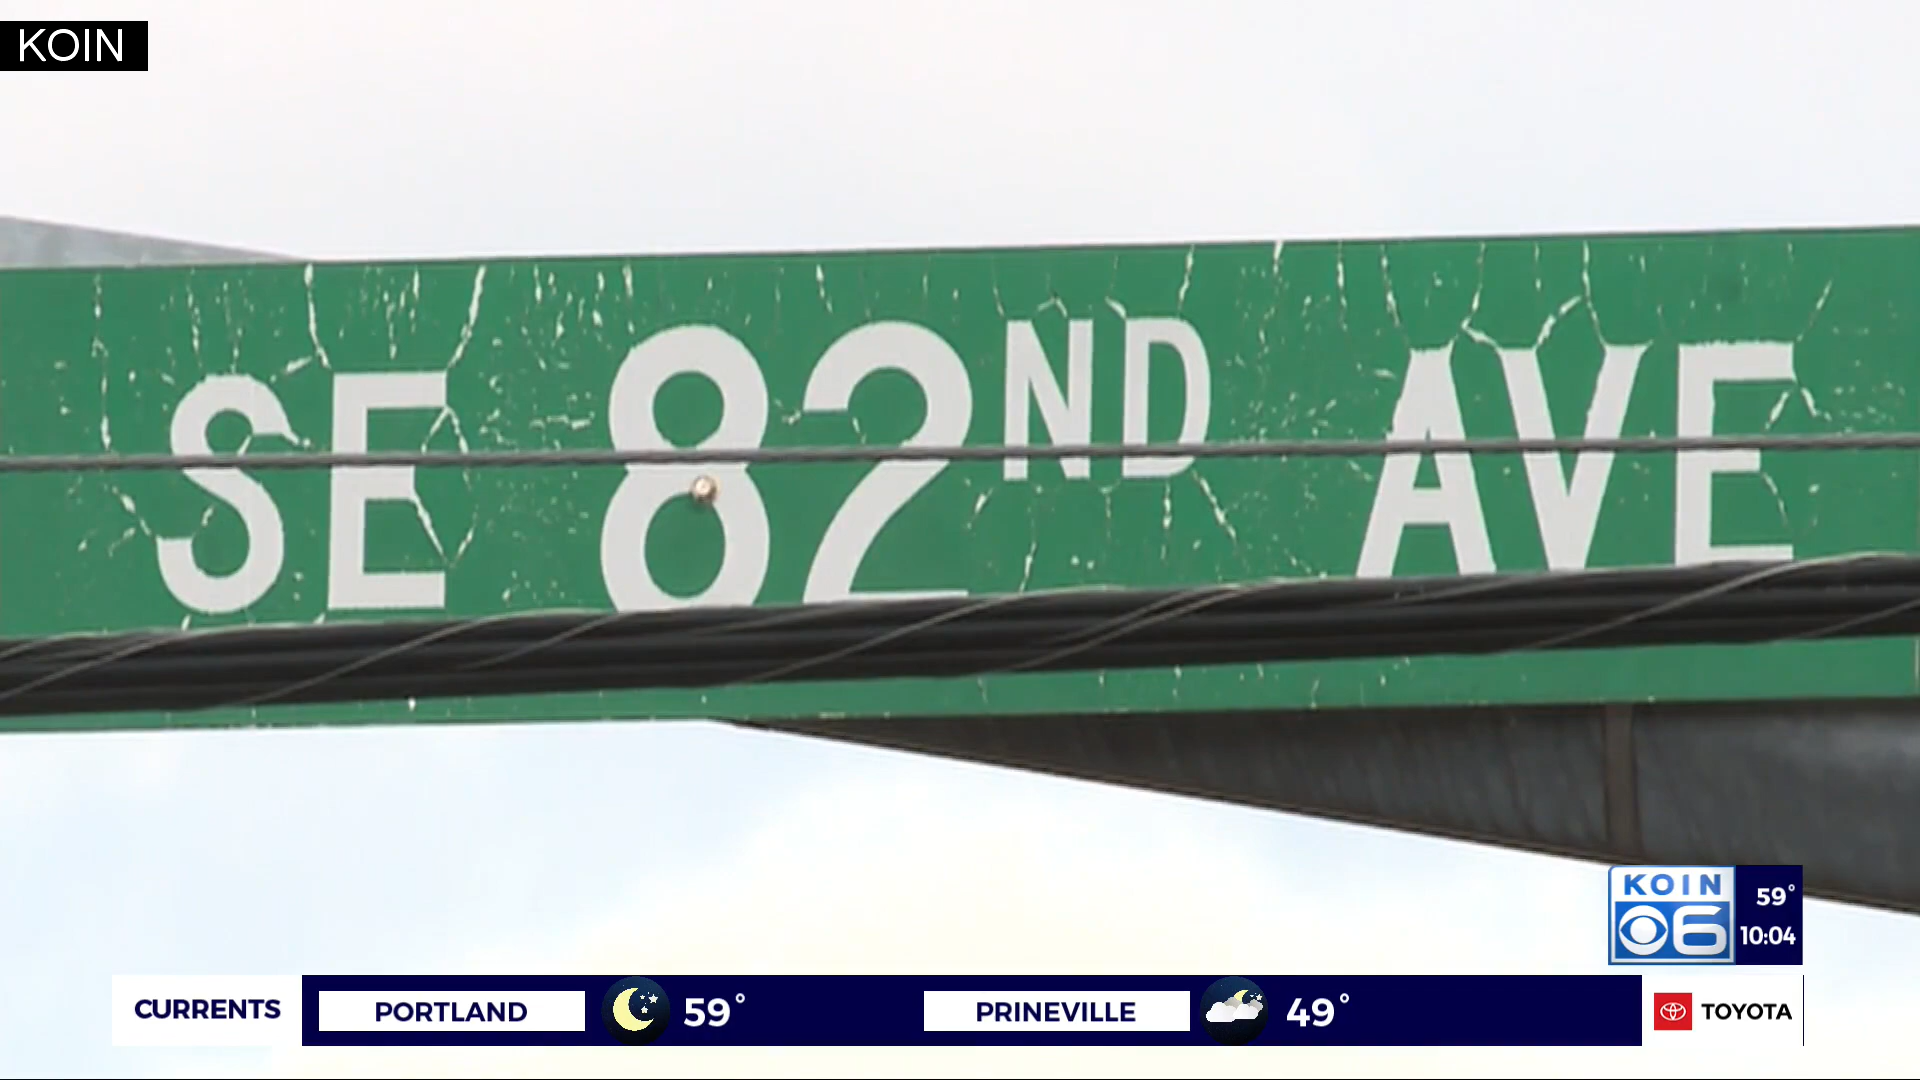 KOIN
SE 82ND AVE
KOIN
6
59°
10:04
CURRENTS
PORTLAND
59°
PRINEVILLE
49°
TOYOTA